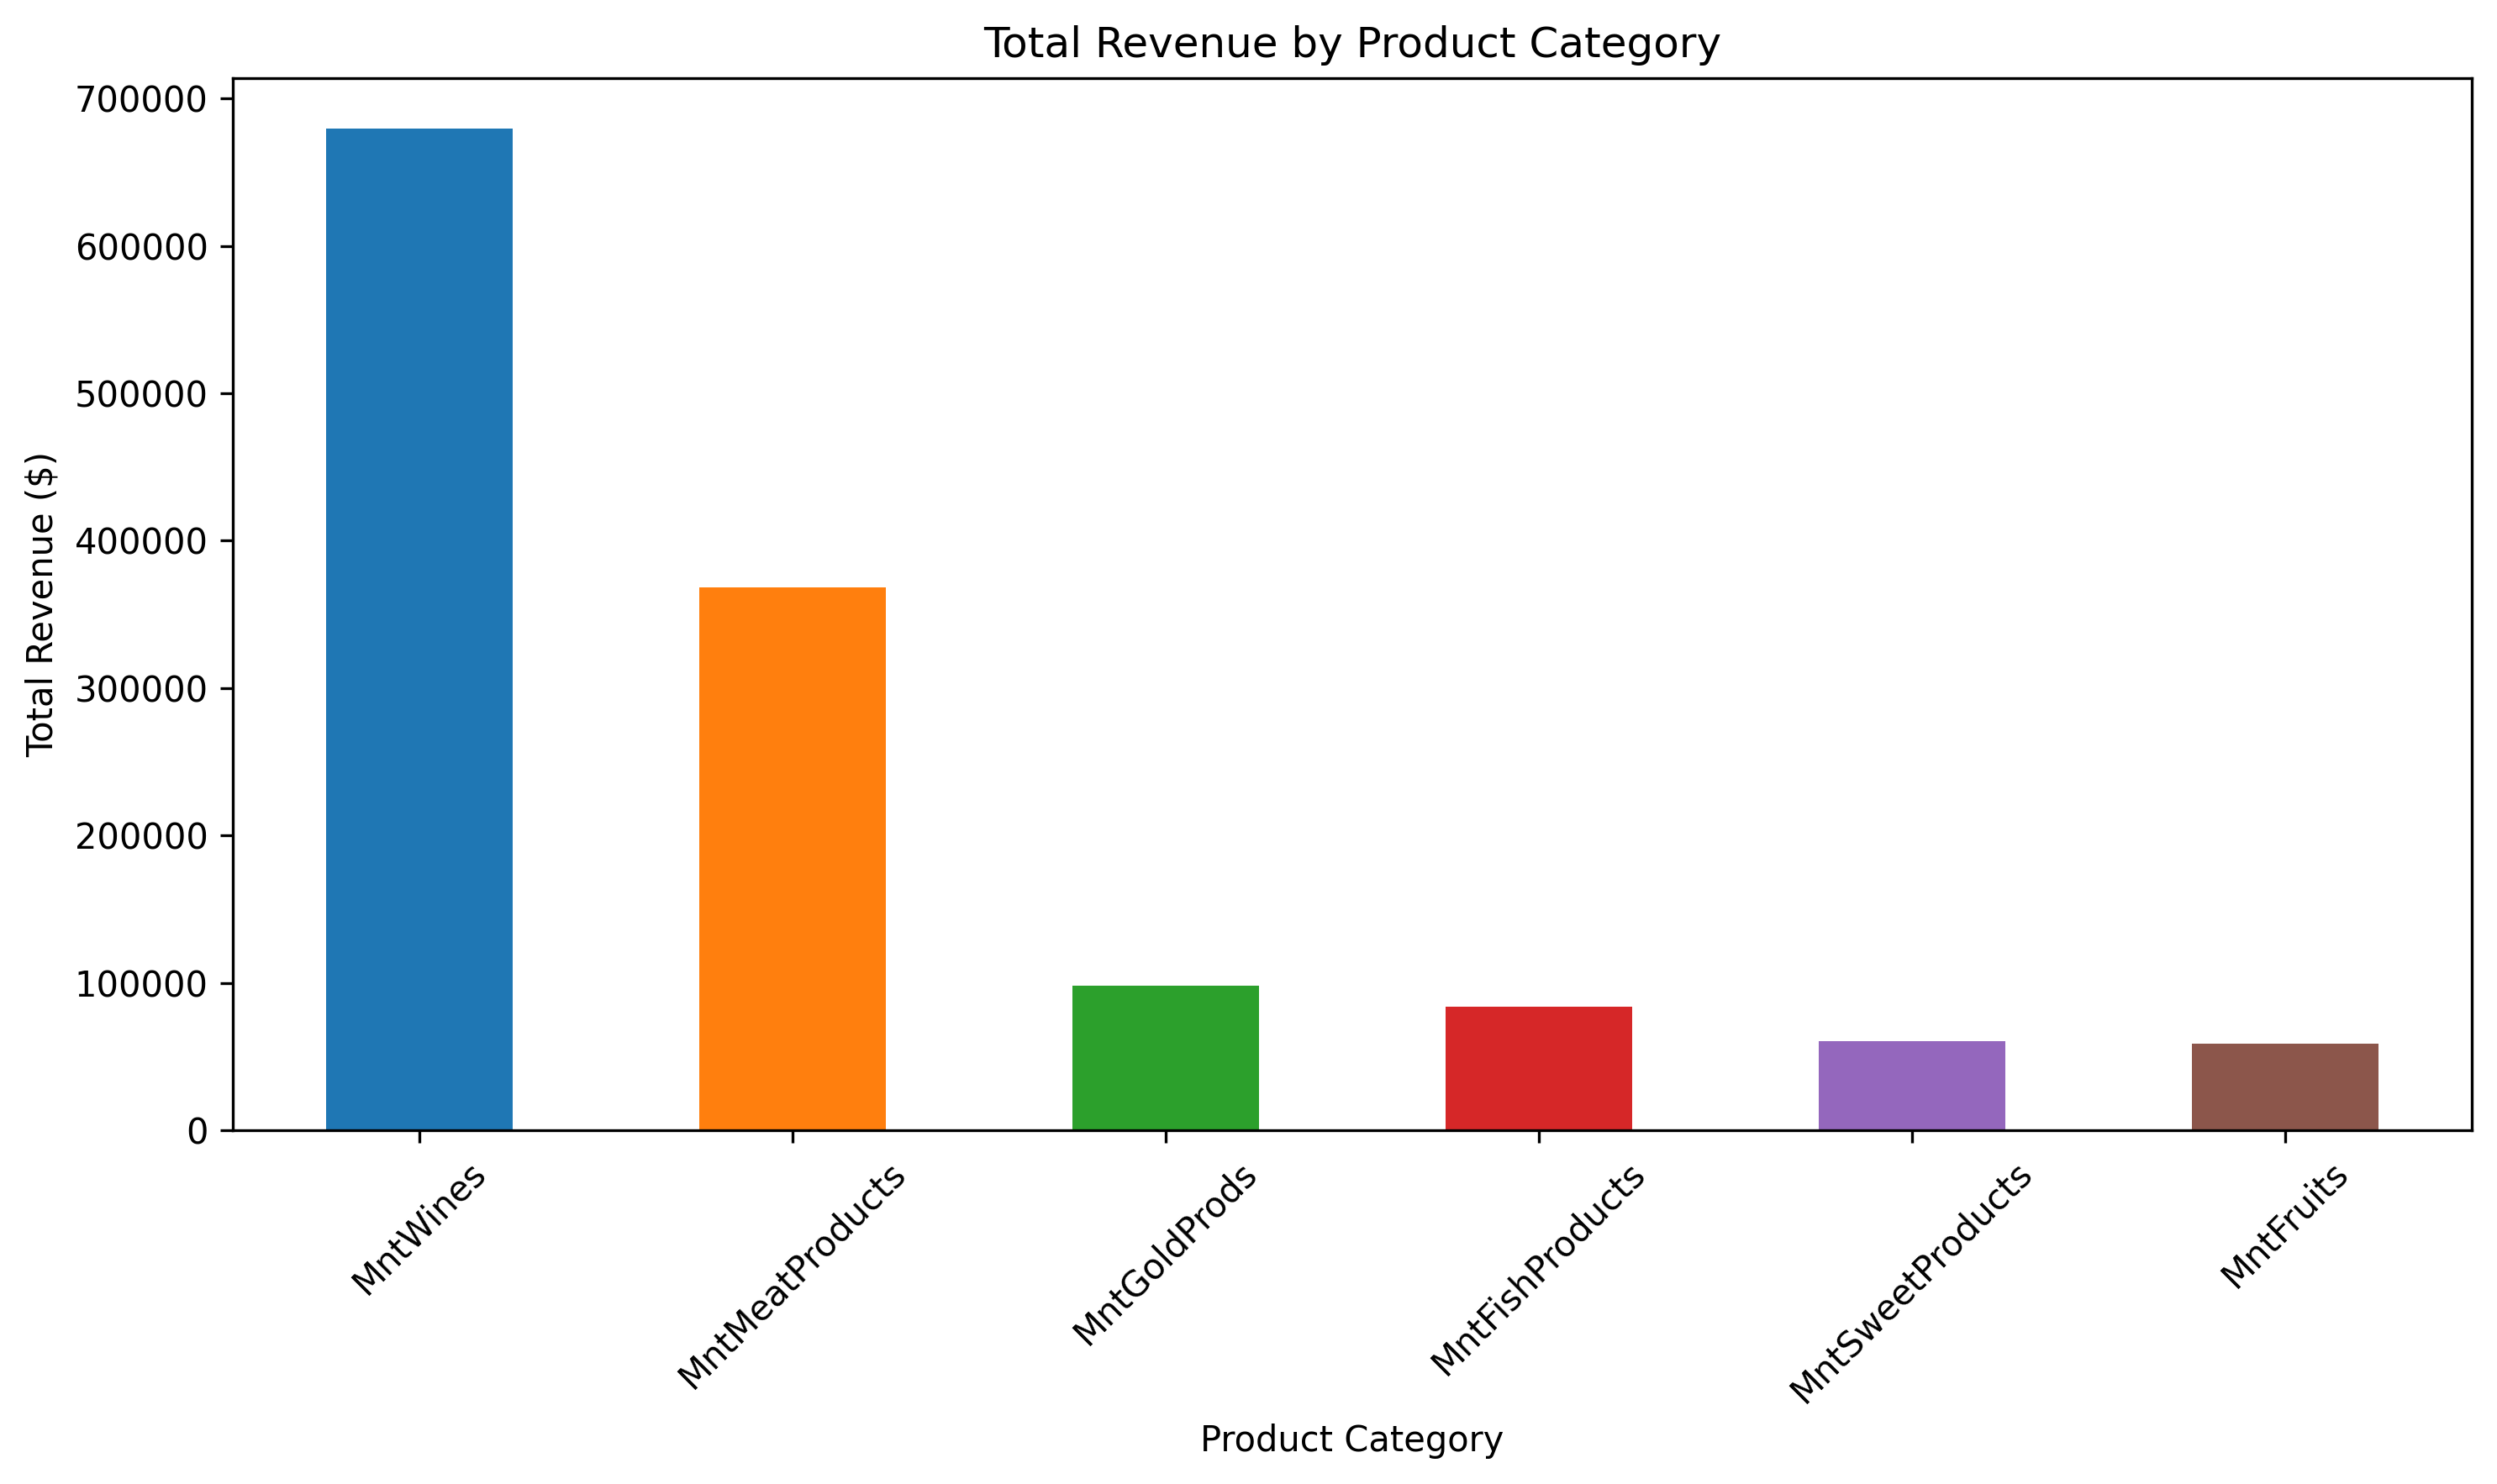 Total Revenue by Product Category
Total Revenue ($)
700000
600000
500000
400000
300000
200000
100000
0
MntWines
MntMeatProducts
MntGoldProds
MntFishProducts
MntSweetProducts
MntFruits
Product Category